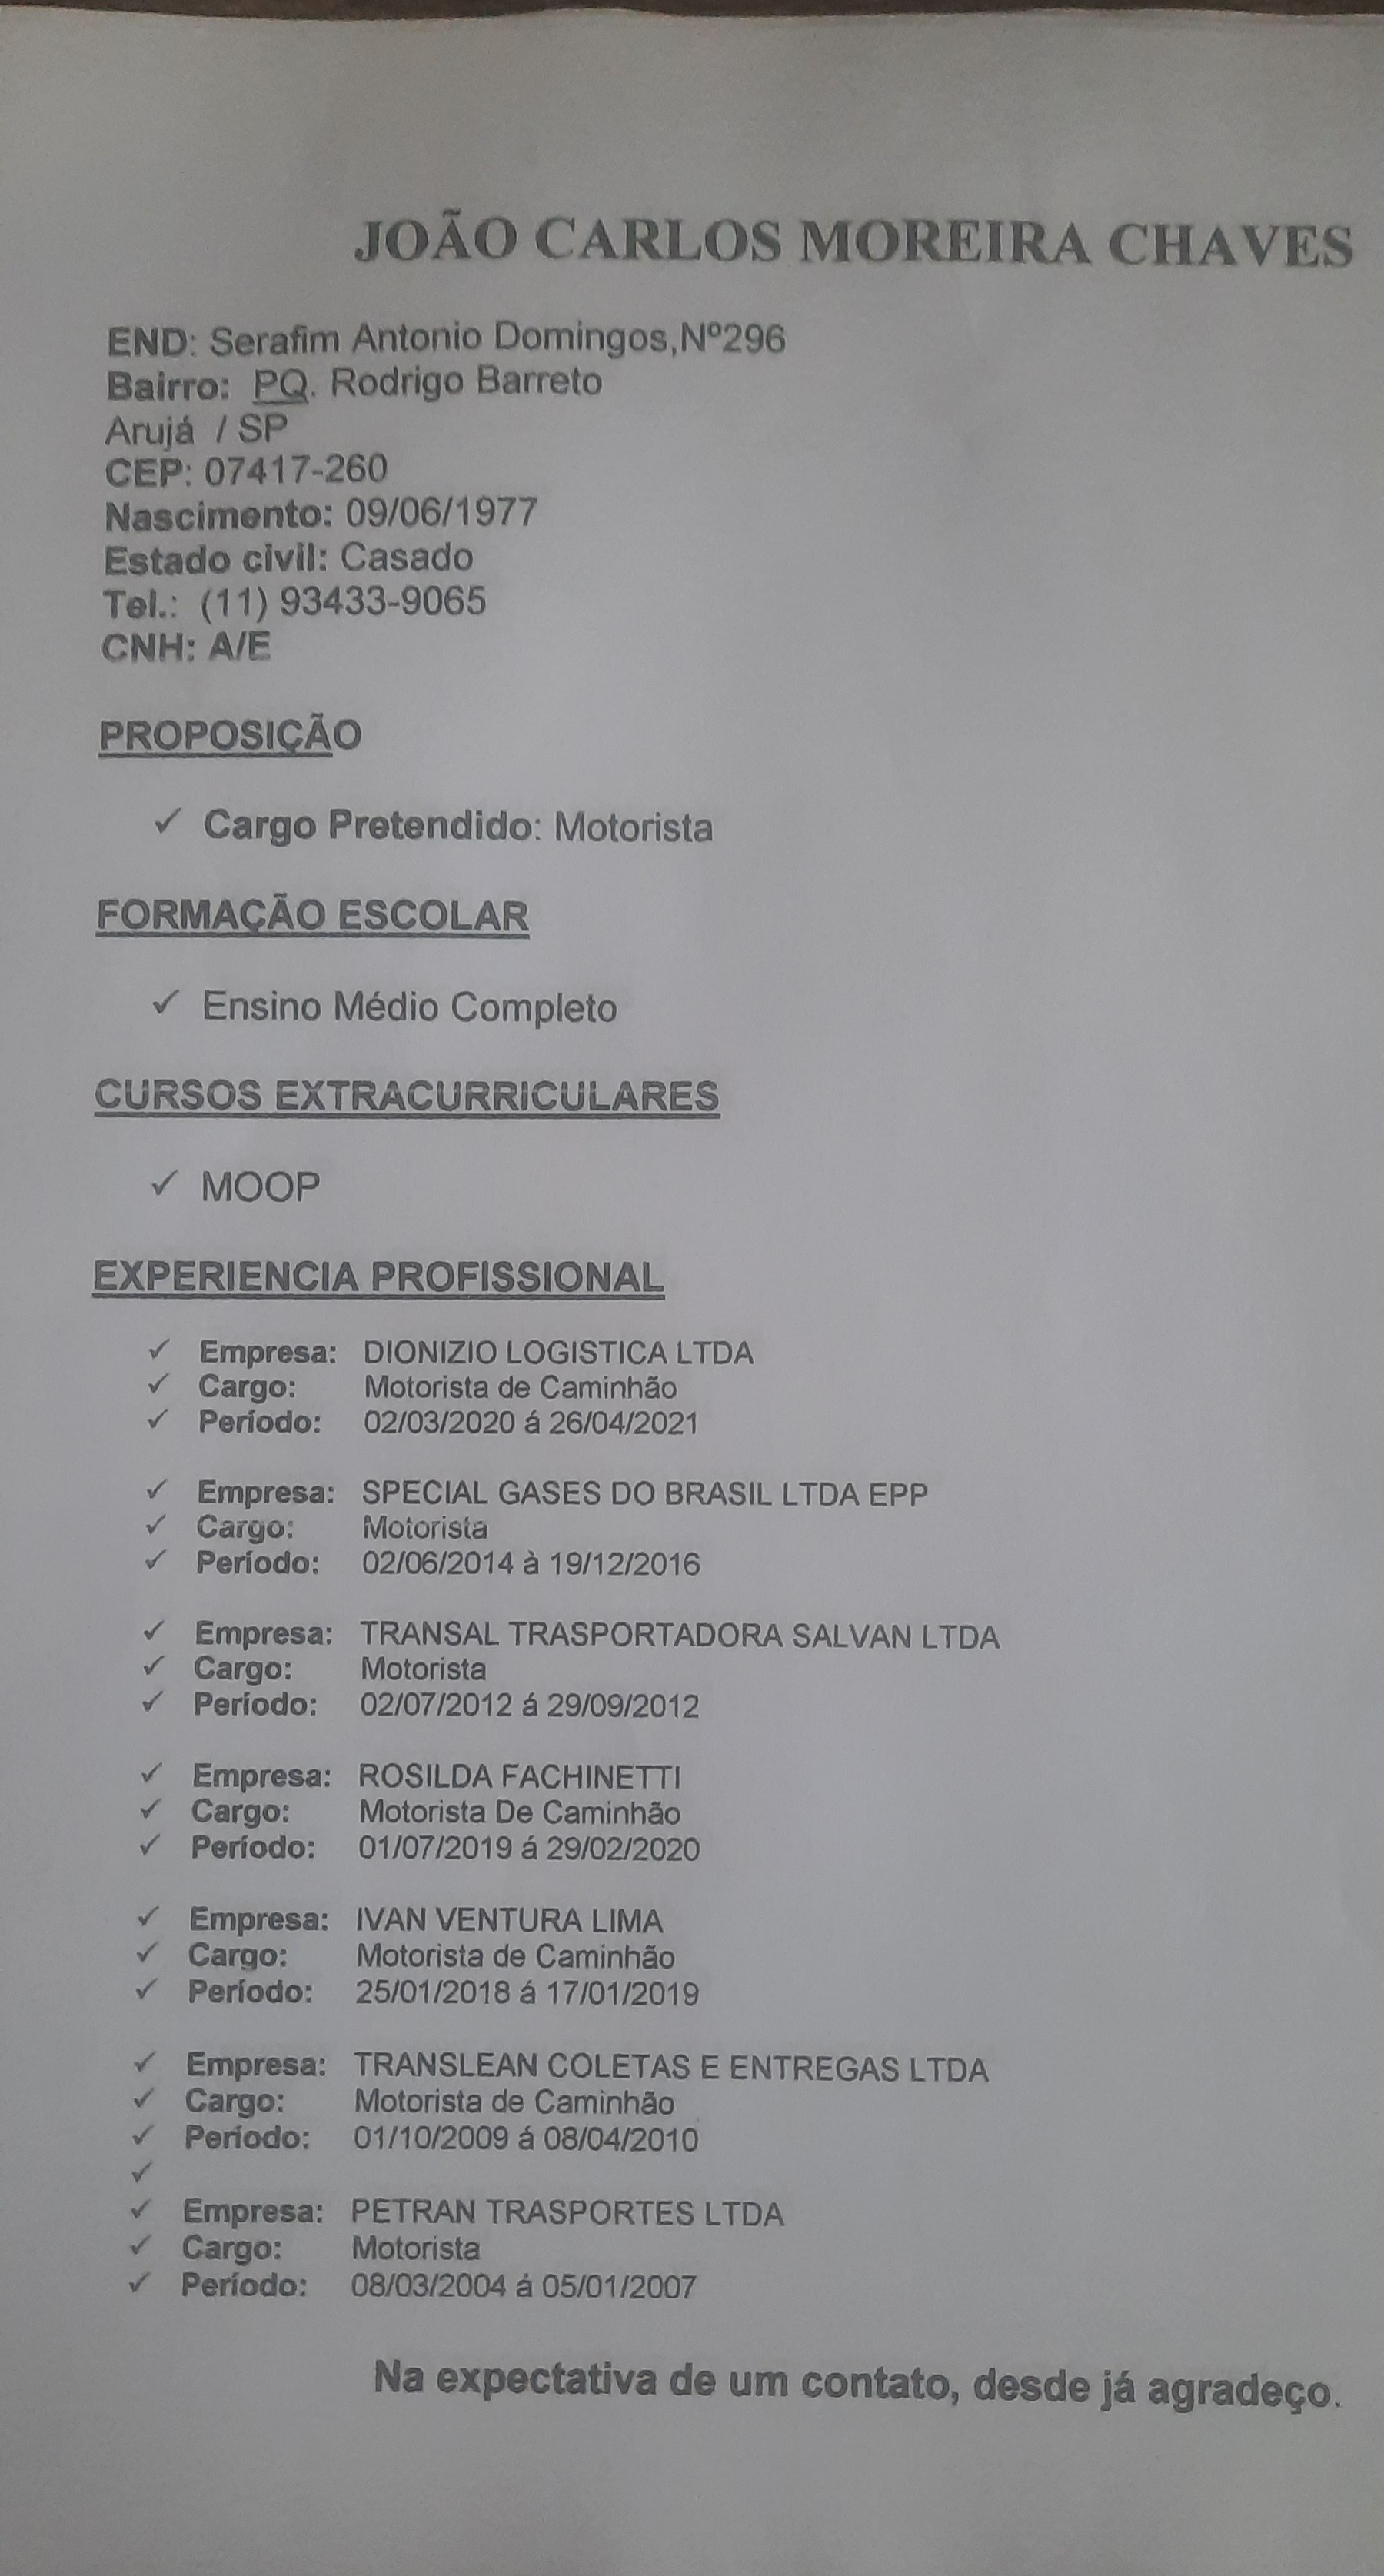 JOÃO CARLOS MOREIRA CHAVES
END: Serafim Antonio Domingos,Nº296
Bairro: PQ. Rodrigo Barreto
Arujá / SP
CEP: 07417-260
Nascimento: 09/06/1977
Estado civil: Casado
Tel.: (11) 93433-9065
CNH: A/E
PROPOSIÇÃO
✓ Cargo Pretendido: Motorista
FORMAÇÃO ESCOLAR
✓ Ensino Médio Completo
CURSOS EXTRACURRICULARES
✓ MOOP
EXPERIENCIA PROFISSIONAL
✓ Empresa: DIONIZIO LOGISTICA LTDA
✓ Cargo: Motorista de Caminhão
✓ Período: 02/03/2020 á 26/04/2021
✓ Empresa: SPECIAL GASES DO BRASIL LTDA EPP
✓ Cargo: Motorista
✓ Período: 02/06/2014 à 19/12/2016
✓ Empresa: TRANSAL TRASPORTADORA SALVAN LTDA
✓ Cargo: Motorista
✓ Período: 02/07/2012 á 29/09/2012
✓ Empresa: ROSILDA FACHINETTI
✓ Cargo: Motorista De Caminhão
✓ Período: 01/07/2019 á 29/02/2020
✓ Empresa: IVAN VENTURA LIMA
✓ Cargo: Motorista de Caminhão
✓ Período: 25/01/2018 á 17/01/2019
✓ Empresa: TRANSLEAN COLETAS E ENTREGAS LTDA
✓ Cargo: Motorista de Caminhão
✓ Período: 01/10/2009 á 08/04/2010
✓
✓ Empresa: PETRAN TRASPORTES LTDA
✓ Cargo: Motorista
✓ Período: 08/03/2004 á 05/01/2007
Na expectativa de um contato, desde já agradeço.